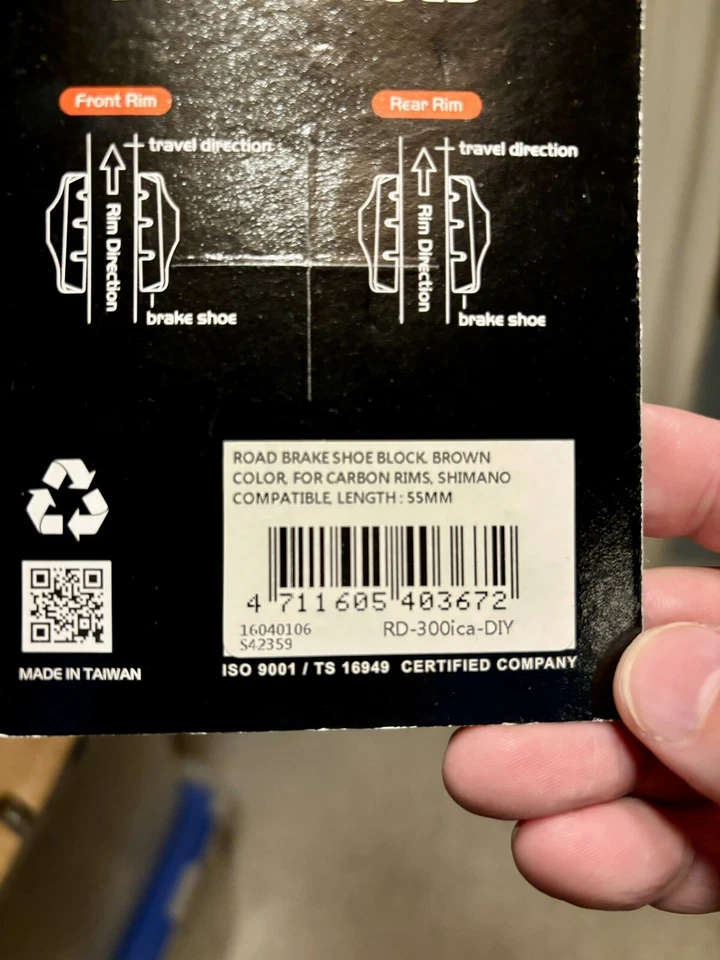 Front Rim
Rear Rim
travel direction
travel direction
Rim Direction
Rim Direction
brake shoe
brake shoe
ROAD BRAKE SHOE BLOCK, BROWN
COLOR, FOR CARBON RIMS, SHIMANO
COMPATIBLE, LENGTH : 55MM
4 711605 403672
16040106
RD-300ica-DIY
S42359
MADE IN TAIWAN
ISO 9001 / TS 16949 CERTIFIED COMPANY